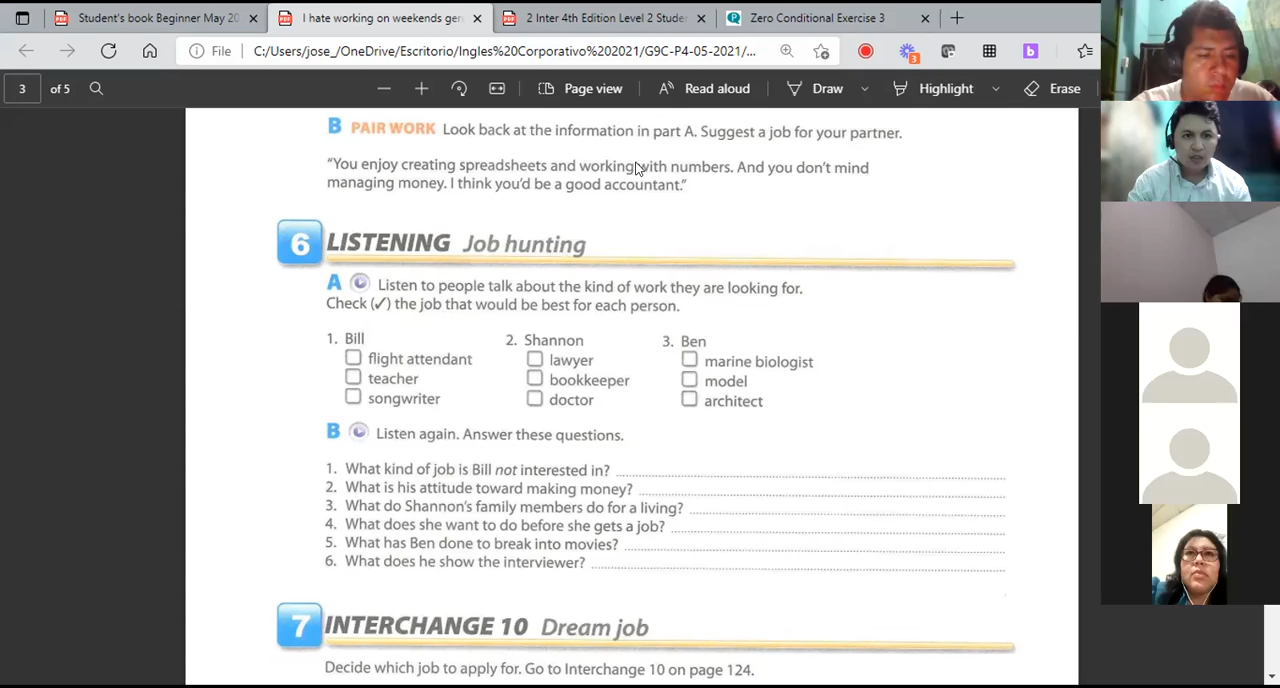 Student's book Beginner May 20
I hate working on weekends ger
2 Inter 4th Edition Level 2 Stude
Zero Conditional Exercise 3
File
C:/Users/jose_/OneDrive/Escritorio/Ingles%20Corporativo%202021/G9C-P4-05-2021/...
3
3 of 5
Page view
Read aloud
Draw
Highlight
Erase
b
B PAIR WORK Look back at the information in part A. Suggest a job for your partner.
"You enjoy creating spreadsheets and working with numbers. And you don't mind
managing money. I think you'd be a good accountant."
6 LISTENING Job hunting
A Listen to people talk about the kind of work they are looking for.
Check (✓) the job that would be best for each person.
1. Bill
flight attendant
teacher
songwriter
2. Shannon
lawyer
bookkeeper
doctor
3. Ben
marine biologist
model
architect
B Listen again. Answer these questions.
1. What kind of job is Bill not interested in?
2. What is his attitude toward making money?
3. What do Shannon's family members do for a living?
4. What does she want to do before she gets a job?
5. What has Ben done to break into movies?
6. What does he show the interviewer?
7 INTERCHANGE 10 Dream job
Decide which job to apply for. Go to Interchange 10 on page 124.